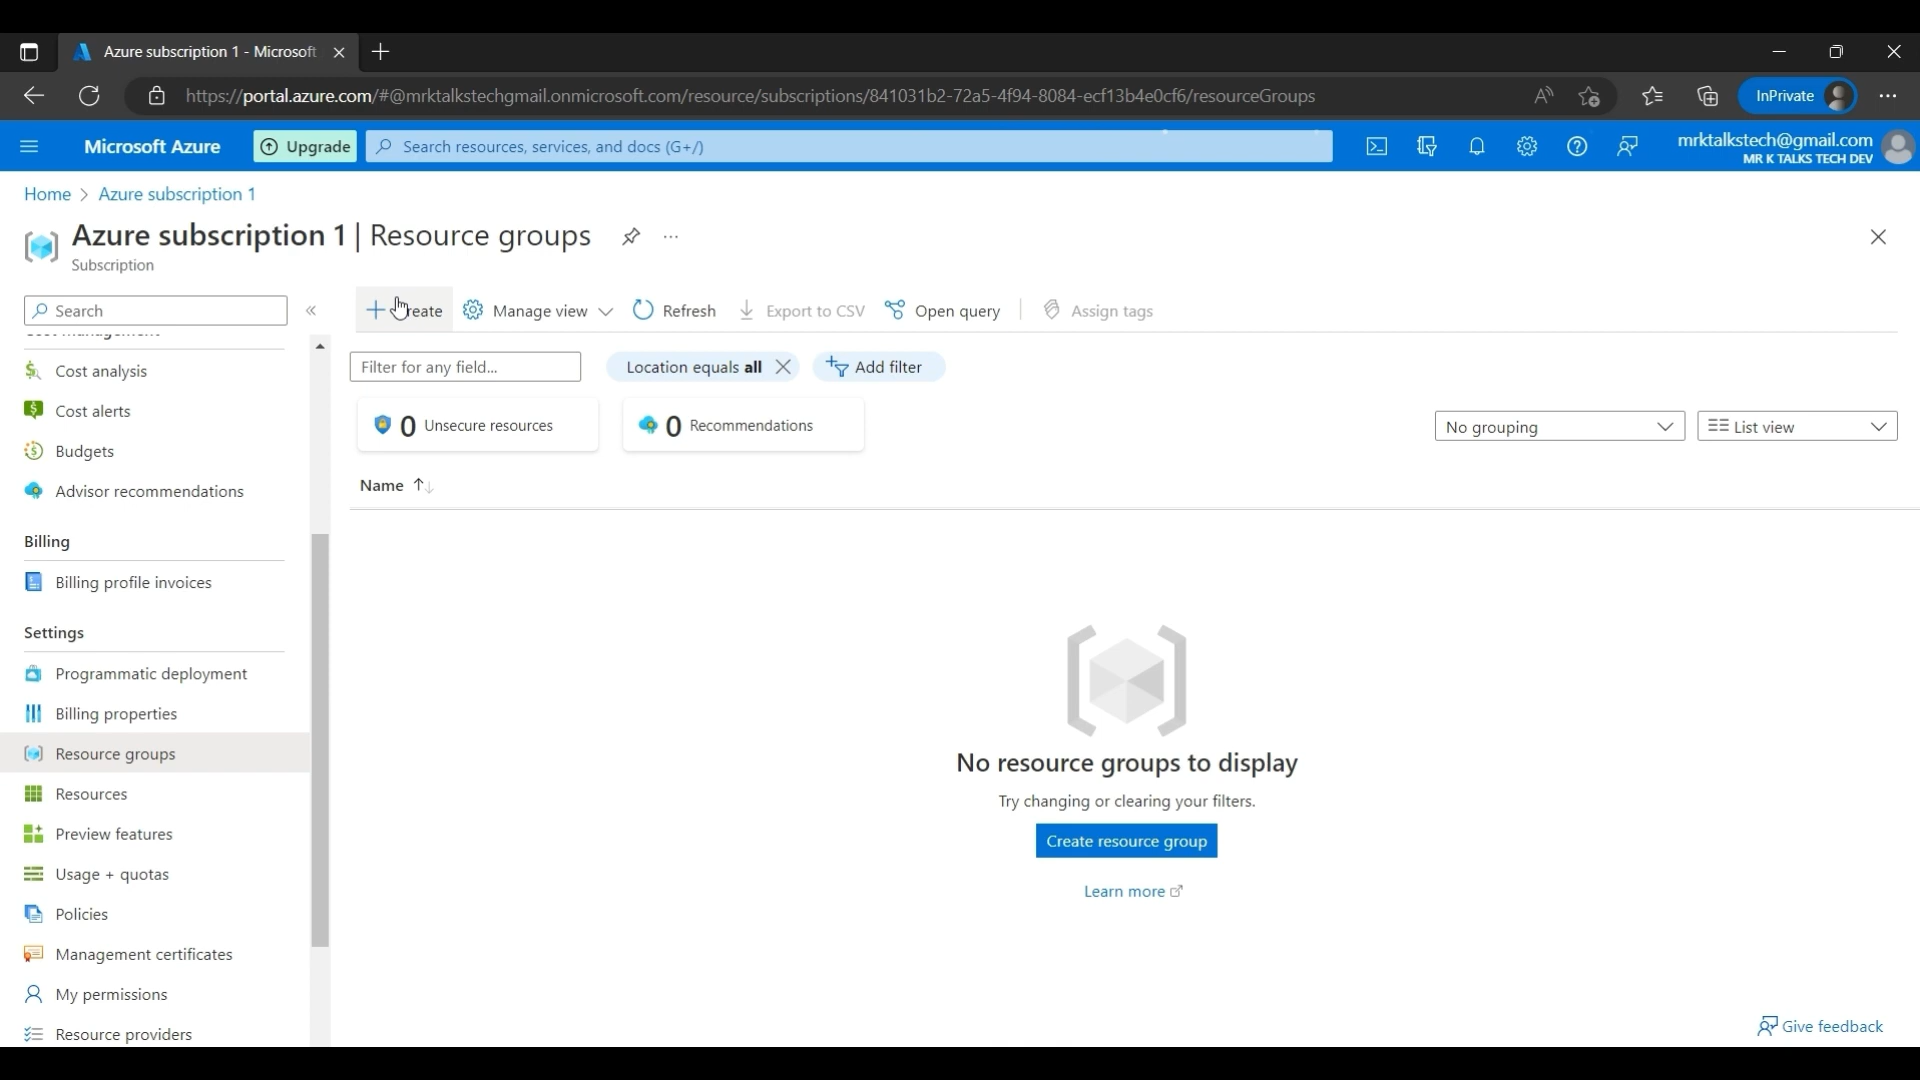 Azure subscription 1 - Microsoft
https://portal.azure.com/#@mrktalkstechgmail.onmicrosoft.com/resource/subscriptions/841031b2-72a5-4f94-8084-ecf13b4e0cf6/resourceGroups
InPrivate
Microsoft Azure
Upgrade
Search resources, services, and docs (G+/)
mrktalkstech@gmail.com
MR K TALKS TECH DEV
Home > Azure subscription 1
Azure subscription 1 | Resource groups
Subscription
Search
Create
Manage view
Refresh
Export to CSV
Open query
Assign tags
Cost analysis
Cost alerts
Budgets
Advisor recommendations
Billing
Billing profile invoices
Settings
Programmatic deployment
Billing properties
Resource groups
Resources
Preview features
Usage + quotas
Policies
Management certificates
My permissions
Resource providers
Filter for any field...
Location equals all
Add filter
0 Unsecure resources
0 Recommendations
No grouping
List view
Name
No resource groups to display
Try changing or clearing your filters.
Create resource group
Learn more
Give feedback